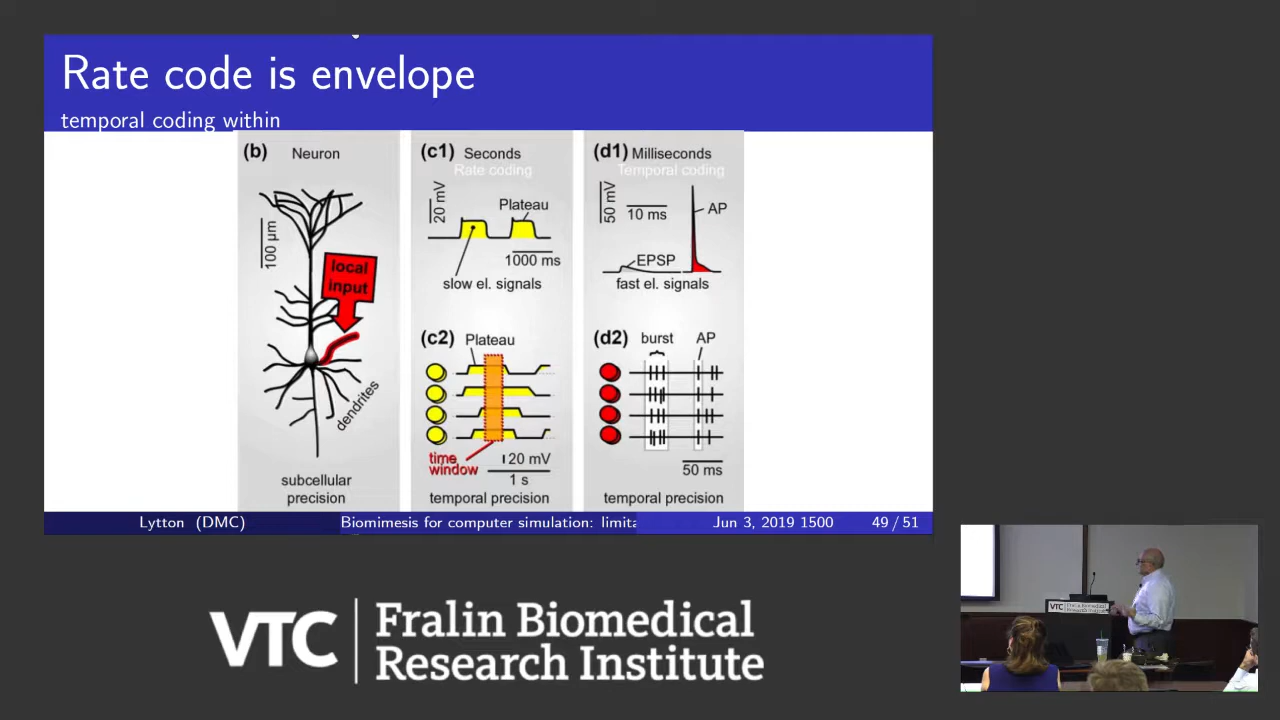 Rate code is envelope
temporal coding within
(b) Neuron
100 µm
local
input
dendrites
subcellular
precision
(c1) Seconds
Rate coding
20 mV
Plateau
1000 ms
slow el. signals
(c2) Plateau
time
window
20 mV
1 s
temporal precision
(d1) Milliseconds
Temporal coding
50 mV
10 ms
AP
EPSP
fast el. signals
(d2) burst AP
50 ms
temporal precision
Lytton (DMC) Biomimesis for computer simulation: limita Jun 3, 2019 1500 49 / 51
VTC Fralin Biomedical
Research Institute
VTC